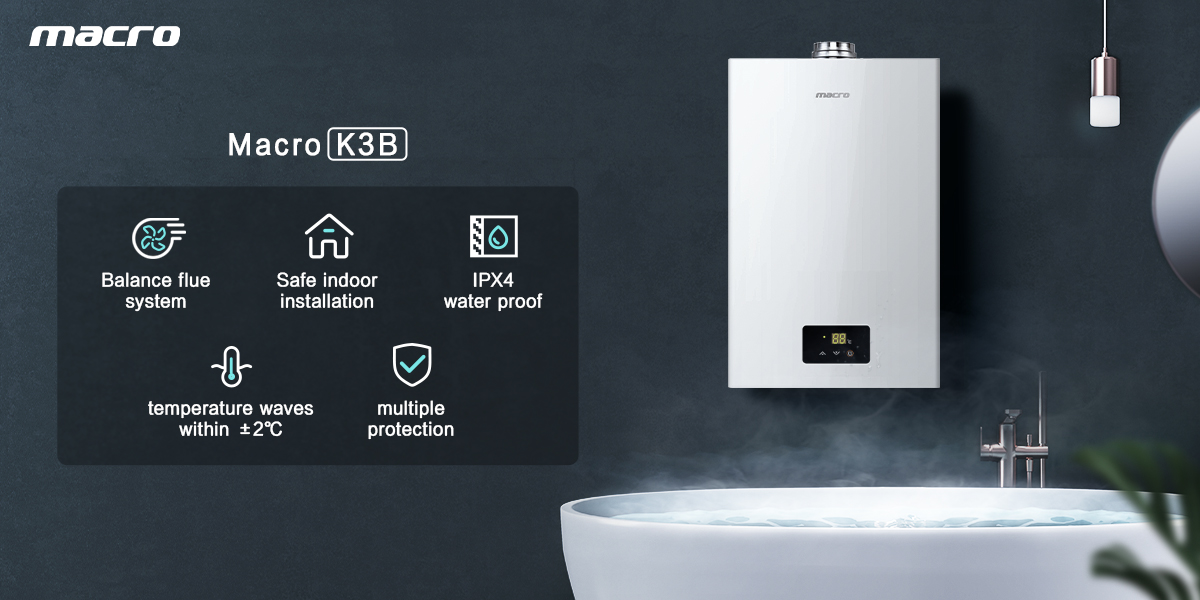 macro
Macro K3B
Balance flue
system
Safe indoor
installation
IPX4
water proof
temperature waves
within ±2℃
multiple
protection
macro
88